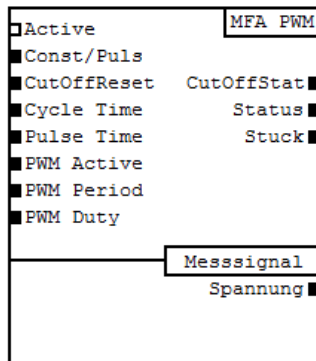 Active MFA PWM
Const/Puls
CutOffReset CutOffStat
Cycle Time Status
Pulse Time Stuck
PWM Active
PWM Period
PWM Duty
Messsignal
Spannung